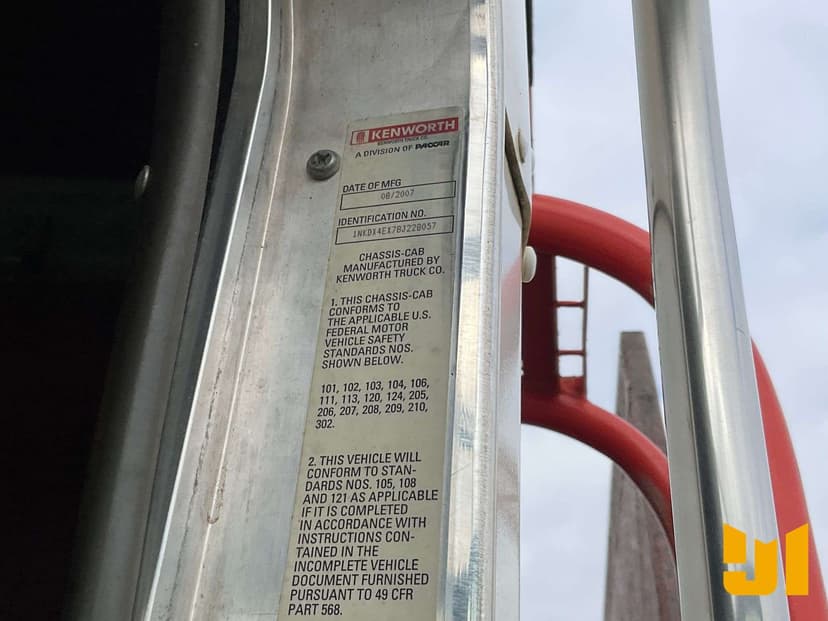 KENWORTH
KENWORTH TRUCK CO.
A DIVISION OF PACCAR
DATE OF MFG
08/2007
IDENTIFICATION NO.
1NKDX4EX78J228057
CHASSIS-CAB
MANUFACTURED BY
KENWORTH TRUCK CO.
1. THIS CHASSIS-CAB
CONFORMS TO
THE APPLICABLE U.S.
FEDERAL MOTOR
VEHICLE SAFETY
STANDARDS NOS.
SHOWN BELOW.
101, 102, 103, 104, 106,
111, 113, 120, 124, 205,
206, 207, 208, 209, 210,
302.
2. THIS VEHICLE WILL
CONFORM TO STAN-
DARDS NOS. 105, 108
AND 121 AS APPLICABLE
IF IT IS COMPLETED
IN ACCORDANCE WITH
INSTRUCTIONS CON-
TAINED IN THE
INCOMPLETE VEHICLE
DOCUMENT FURNISHED
PURSUANT TO 49 CFR
PART 568.